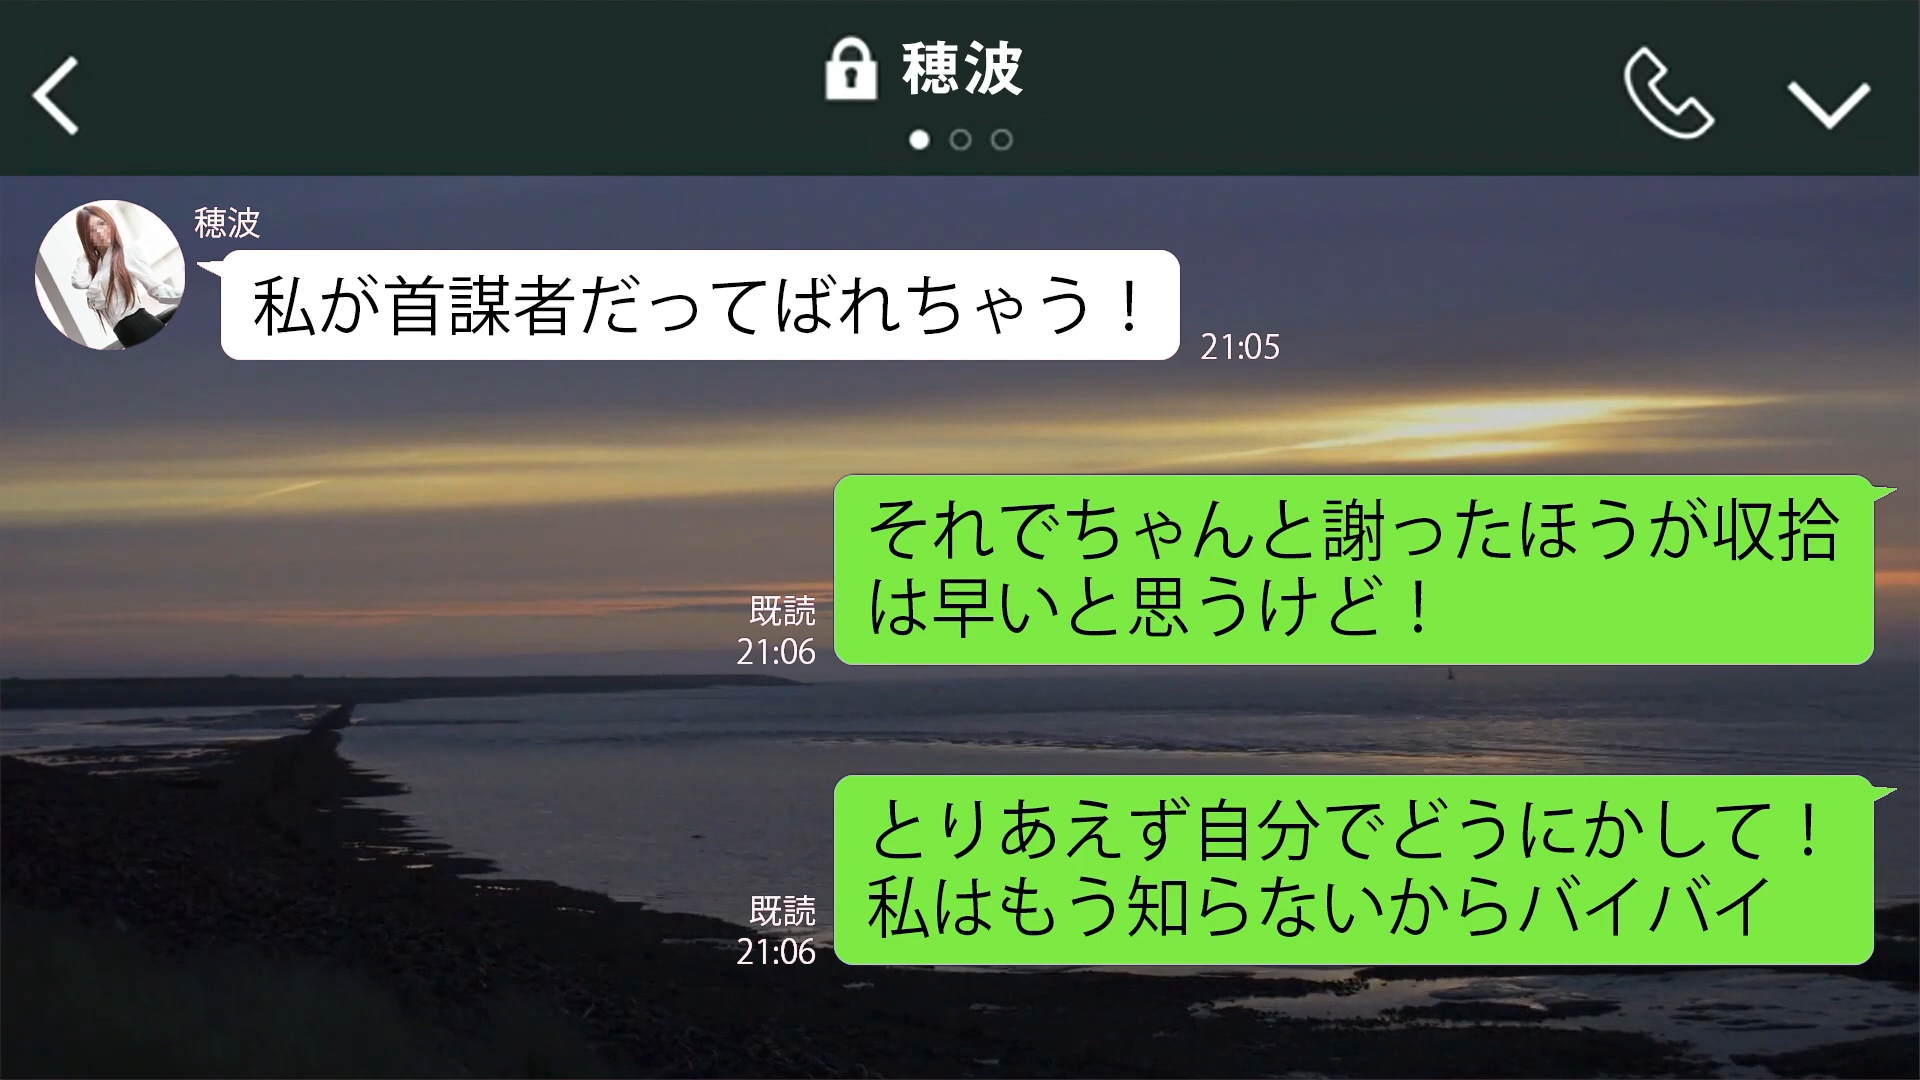 穂波
穂波
私が首謀者だってばれちゃう！
21:05
それでちゃんと謝ったほうが収拾
は早いと思うけど！
既読
21:06
とりあえず自分でどうにかして！
私はもう知らないからバイバイ
既読
21:06